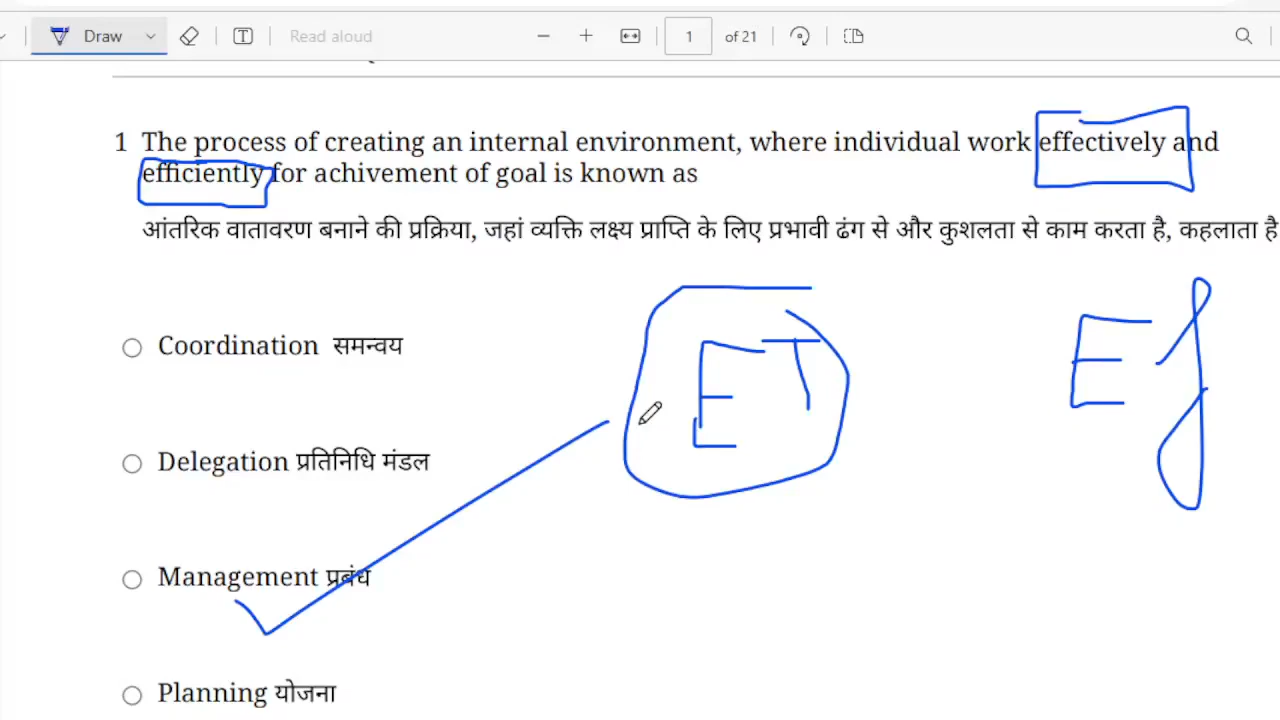 Draw
Read aloud
1 of 21
1 The process of creating an internal environment, where individual work effectively and
efficiently for achivement of goal is known as
आंतरिक वातावरण बनाने की प्रक्रिया, जहां व्यक्ति लक्ष्य प्राप्ति के लिए प्रभावी ढंग से और कुशलता से काम करता है, कहलाता है
ET
Ef
Coordination समन्वय
Delegation प्रतिनिधि मंडल
Management प्रबंध
Planning योजना